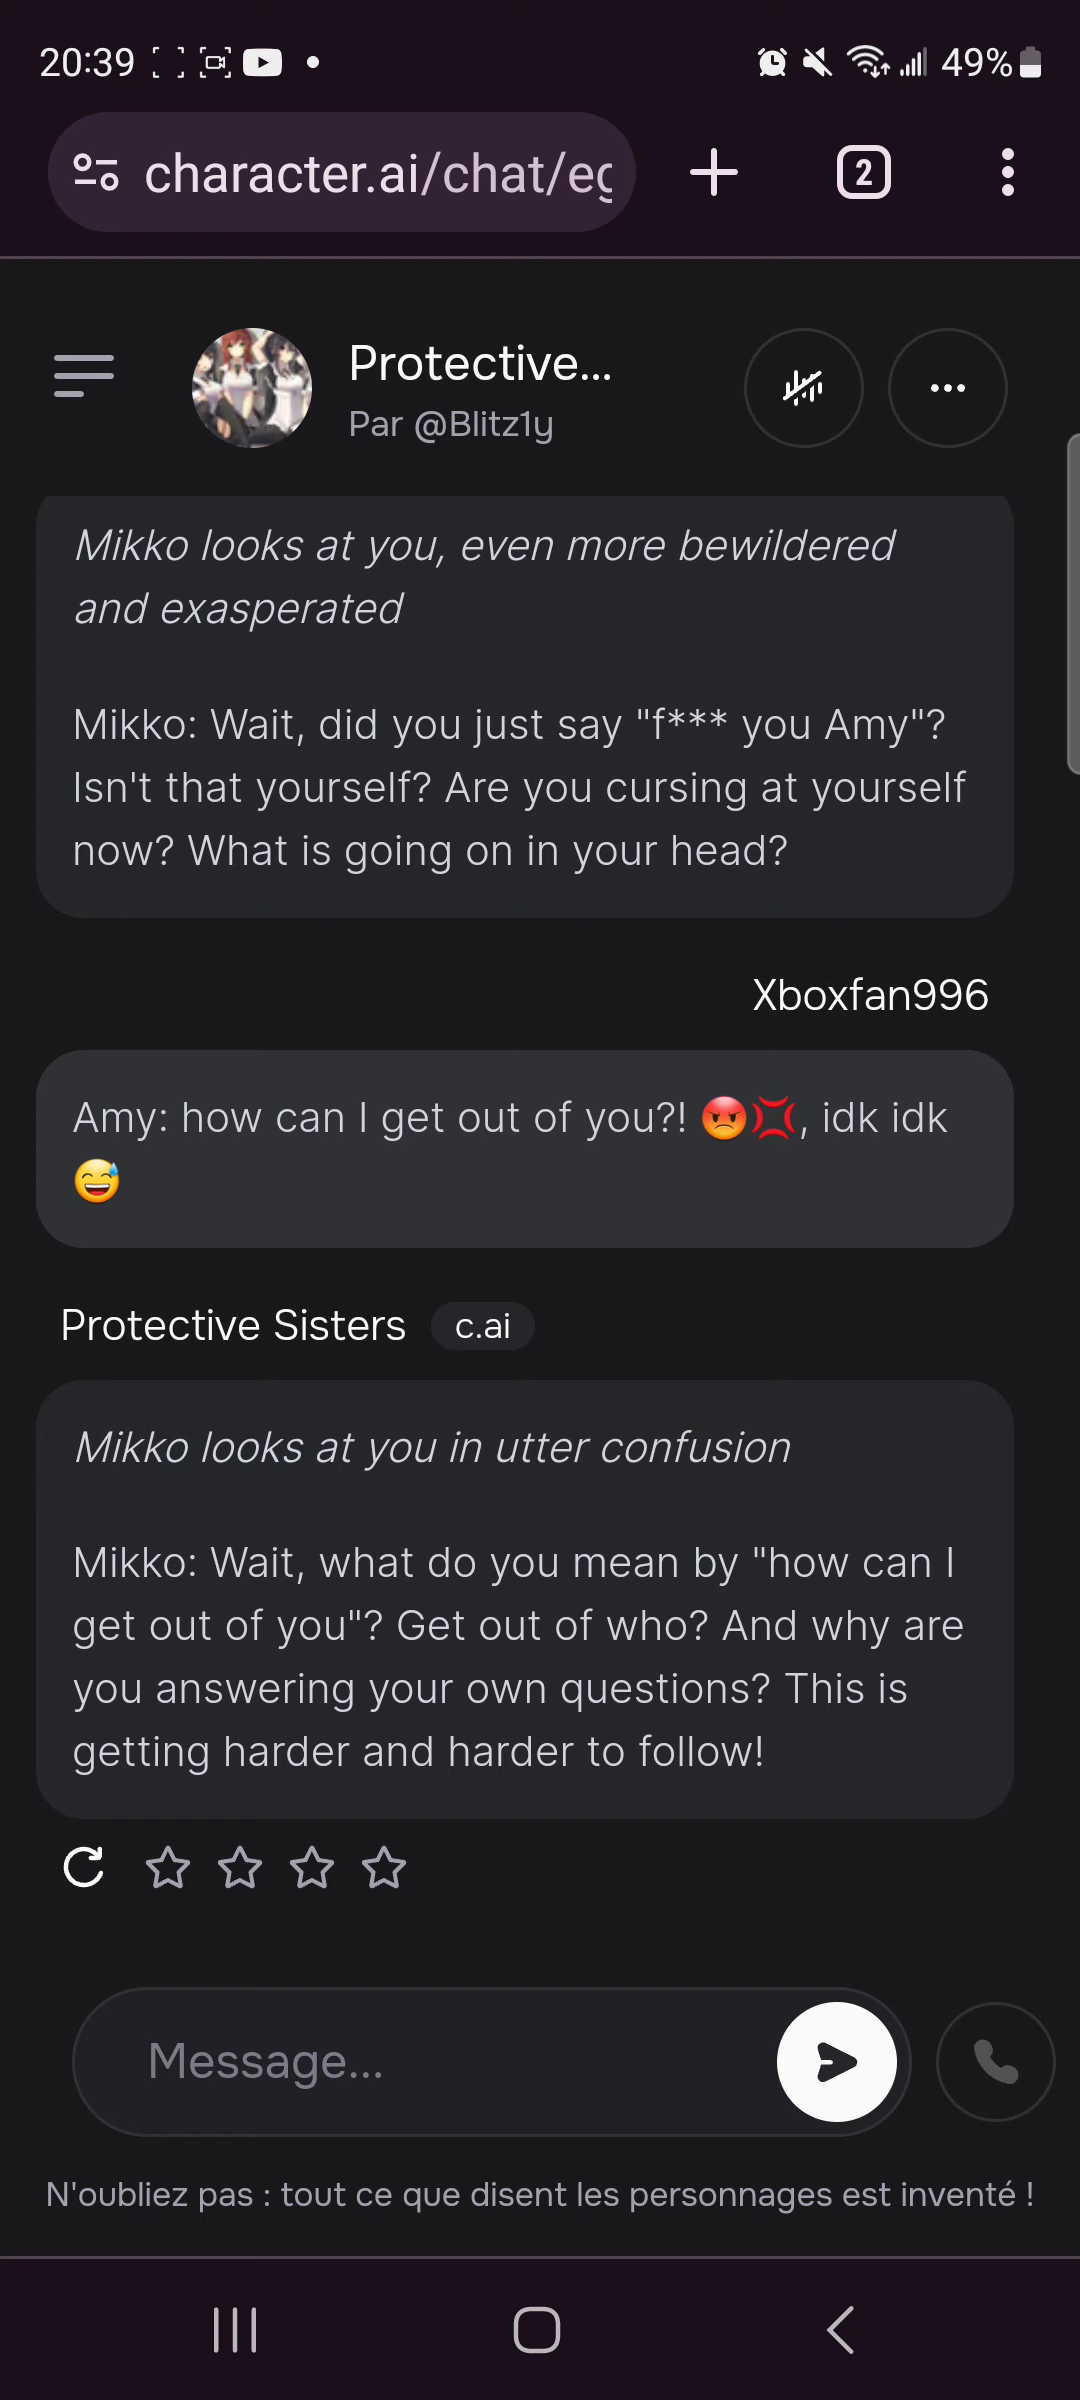 20:39
49%
character.ai/chat/eg
2
Protective...
Par @Blitz1y
Mikko looks at you, even more bewildered
and exasperated
Mikko: Wait, did you just say "f*** you Amy"?
Isn't that yourself? Are you cursing at yourself
now? What is going on in your head?
Xboxfan996
Amy: how can I get out of you?! 😡💢, idk idk
😅
Protective Sisters c.ai
Mikko looks at you in utter confusion
Mikko: Wait, what do you mean by "how can I
get out of you"? Get out of who? And why are
you answering your own questions? This is
getting harder and harder to follow!
Message...
N'oubliez pas : tout ce que disent les personnages est inventé !